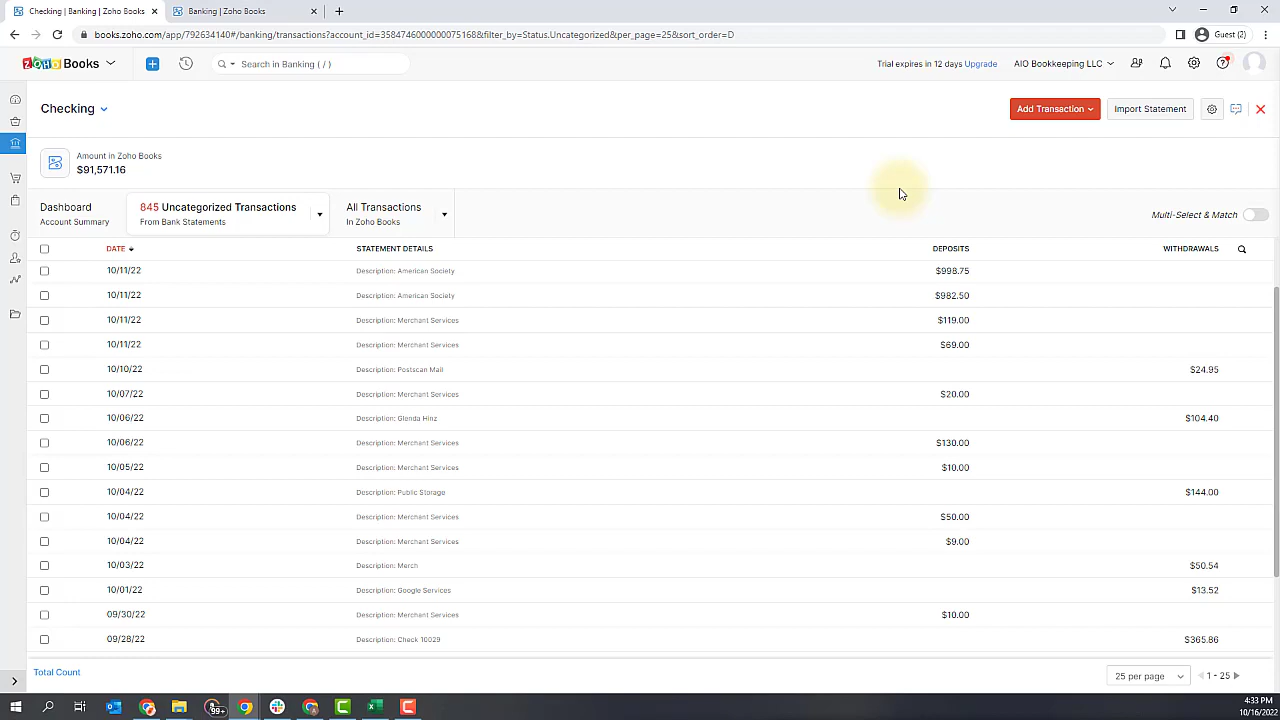 Checking | Banking | Zoho Books
Banking | Zoho Books
books.zoho.com/app/792634140#/banking/transactions?account_id=3584746000000075168&filter_by=Status.Uncategorized&per_page=25&sort_order=D
Guest (2)
ZOHO Books
Search in Banking ( / )
Trial expires in 12 days Upgrade
AIO Bookkeeping LLC
Checking
Add Transaction
Import Statement
Amount in Zoho Books
$91,571.16
Dashboard
Account Summary
845 Uncategorized Transactions
From Bank Statements
All Transactions
In Zoho Books
Multi-Select & Match
DATE STATEMENT DETAILS DEPOSITS WITHDRAWALS
10/11/22 Description: American Society $998.75
10/11/22 Description: American Society $982.50
10/11/22 Description: Merchant Services $119.00
10/11/22 Description: Merchant Services $69.00
10/10/22 Description: Postscan Mail $24.95
10/07/22 Description: Merchant Services $20.00
10/06/22 Description: Glenda Hinz $104.40
10/06/22 Description: Merchant Services $130.00
10/05/22 Description: Merchant Services $10.00
10/04/22 Description: Public Storage $144.00
10/04/22 Description: Merchant Services $50.00
10/04/22 Description: Merchant Services $9.00
10/03/22 Description: Merch $50.54
10/01/22 Description: Google Services $13.52
09/30/22 Description: Merchant Services $10.00
09/28/22 Description: Check 10029 $365.86
Total Count
25 per page
1 - 25
99+
4:33 PM
10/16/2022